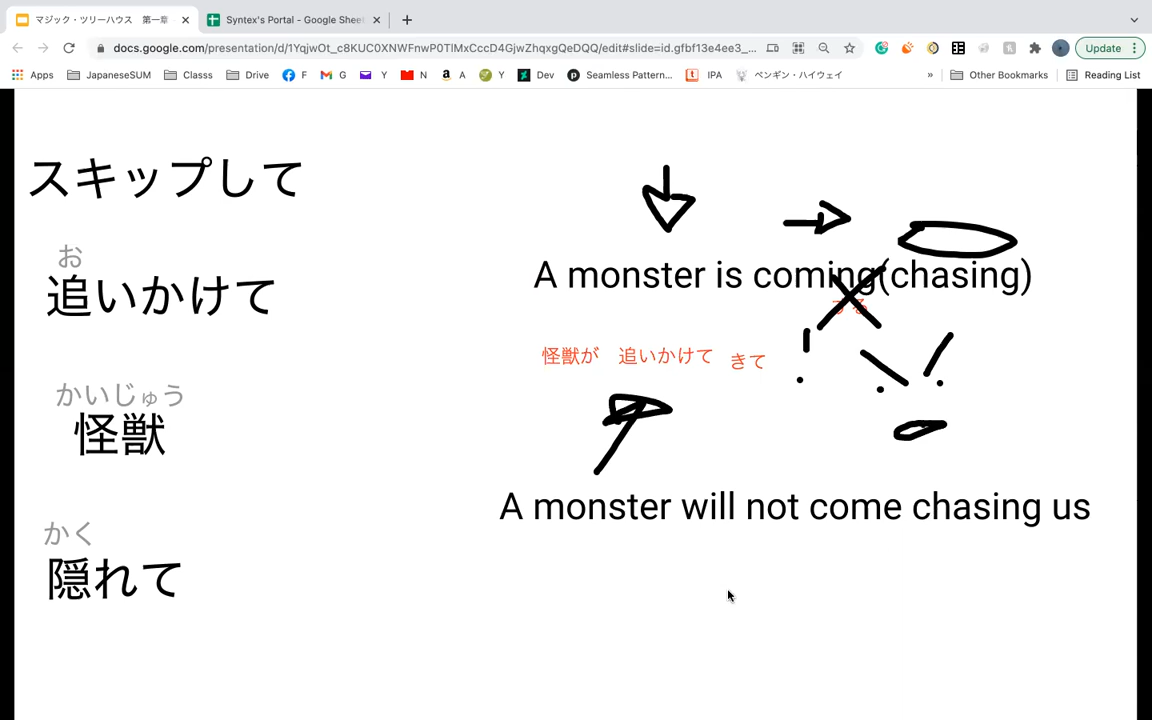 マジック・ツリーハウス 第一章
Syntex's Portal - Google Shee
docs.google.com/presentation/d/1YqjwOt_c8KUC0XNWFnwP0TlMxCccD4GjwZhqxgQeDQQ/edit#slide=id.gfbf13e4ee3_...
Update
Apps JapaneseSUM Classs Drive F G Y N A Y Dev Seamless Pattern... IPA ペンギン・ハイウェイ » Other Bookmarks Reading List
スキップして
お
追いかけて
かいじゅう
怪獣
かく
隠れて
A monster is coming(chasing)
する
怪獣が 追いかけて きて
A monster will not come chasing us